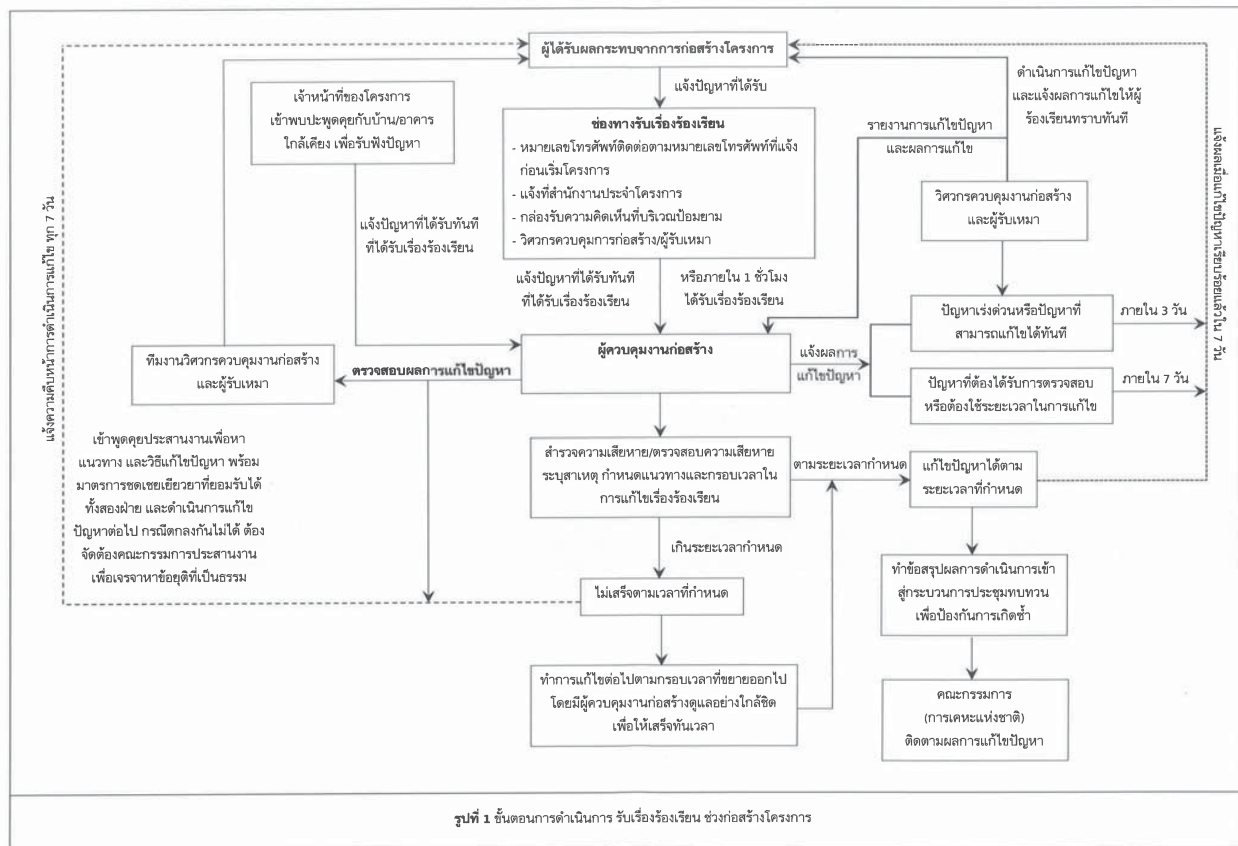 ผู้ได้รับผลกระทบจากการก่อสร้างโครงการ
แจ้งปัญหาที่ได้รับ
เจ้าหน้าที่ของโครงการ
เข้าพบปะพูดคุยกับบ้าน/อาคาร
ใกล้เคียง เพื่อรับฟังปัญหา
ช่องทางรับเรื่องร้องเรียน
- หมายเลขโทรศัพท์ติดต่อตามหมายเลขโทรศัพท์ที่แจ้ง
ก่อนเริ่มโครงการ
- แจ้งที่สำนักงานประจำโครงการ
- กล่องรับความคิดเห็นที่บริเวณป้อมยาม
- วิศวกรควบคุมการก่อสร้าง/ผู้รับเหมา
ดำเนินการแก้ไขปัญหา
และแจ้งผลการแก้ไขให้ผู้
ร้องเรียนทราบทันที
รายงานการแก้ไขปัญหา
และผลการแก้ไข
วิศวกรควบคุมงานก่อสร้าง
และผู้รับเหมา
แจ้งปัญหาที่ได้รับทันที
ที่ได้รับเรื่องร้องเรียน
แจ้งปัญหาที่ได้รับทันที
ที่ได้รับเรื่องร้องเรียน
หรือภายใน 1 ชั่วโมง
ได้รับเรื่องร้องเรียน
ปัญหาเร่งด่วนหรือปัญหาที่
สามารถแก้ไขได้ทันที
ภายใน 3 วัน
ผู้ควบคุมงานก่อสร้าง
แจ้งผลการ
แก้ไขปัญหา
ทีมงานวิศวกรควบคุมงานก่อสร้าง
และผู้รับเหมา
ตรวจสอบผลการแก้ไขปัญหา
ปัญหาที่ต้องได้รับการตรวจสอบ
หรือต้องใช้ระยะเวลาในการแก้ไข
ภายใน 7 วัน
แจ้งความคืบหน้าการดำเนินการแก้ไข ทุก 7 วัน
แจ้งผลเมื่อแก้ไขปัญหาเรียบร้อยแล้วใน 7 วัน
เข้าพูดคุยประสานงานเพื่อหา
แนวทาง และวิธีแก้ไขปัญหา พร้อม
มาตรการชดเชยเยียวยาที่ยอมรับได้
ทั้งสองฝ่าย และดำเนินการแก้ไข
ปัญหาต่อไป กรณีตกลงกันไม่ได้ ต้อง
จัดต้องคณะกรรมการประสานงาน
เพื่อเจรจาหาข้อยุติที่เป็นธรรม
สำรวจความเสียหาย/ตรวจสอบความเสียหาย
ระบุสาเหตุ กำหนดแนวทางและกรอบเวลาใน
การแก้ไขเรื่องร้องเรียน
ตามระยะเวลากำหนด
แก้ไขปัญหาได้ตาม
ระยะเวลาที่กำหนด
เกินระยะเวลากำหนด
ไม่เสร็จตามเวลาที่กำหนด
ทำข้อสรุปผลการดำเนินการเข้า
สู่กระบวนการประชุมทบทวน
เพื่อป้องกันการเกิดซ้ำ
ทำการแก้ไขต่อไปตามกรอบเวลาที่ขยายออกไป
โดยมีผู้ควบคุมงานก่อสร้างดูแลอย่างใกล้ชิด
เพื่อให้เสร็จทันเวลา
คณะกรรมการ
(การเคหะแห่งชาติ)
ติดตามผลการแก้ไขปัญหา
รูปที่ 1 ขั้นตอนการดำเนินการ รับเรื่องร้องเรียน ช่วงก่อสร้างโครงการ